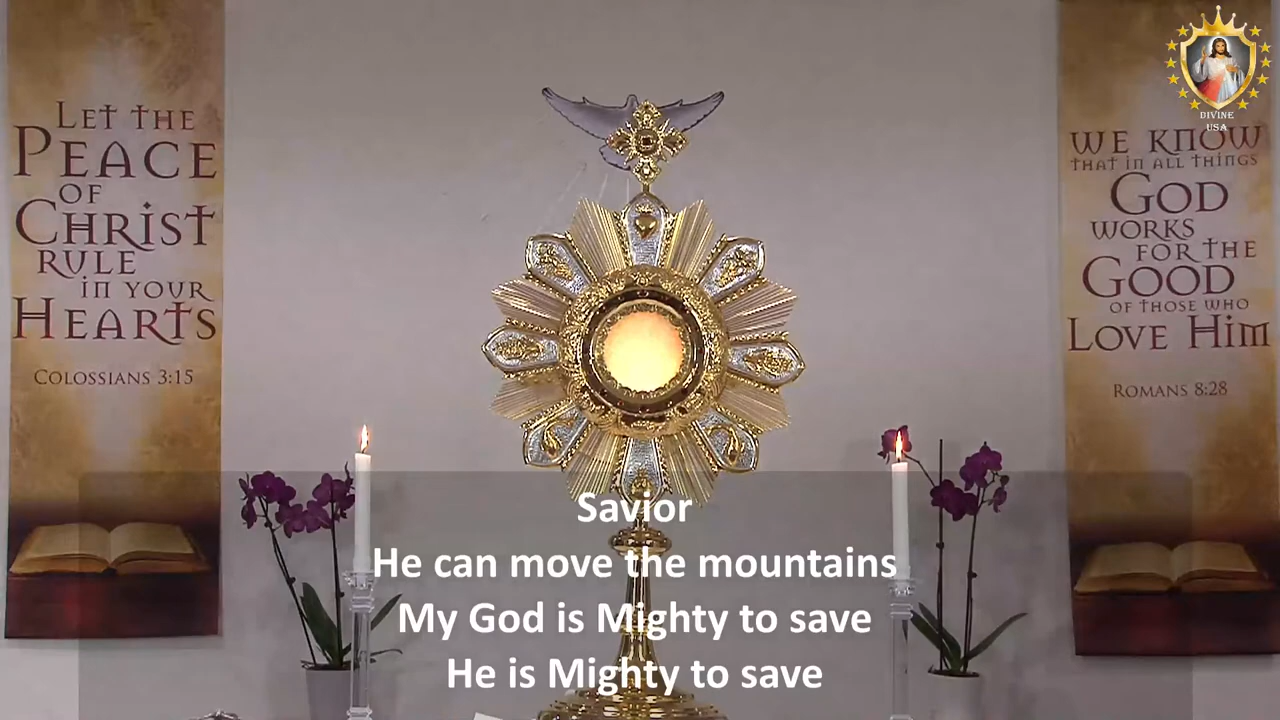 LET THE
PEACE
OF
CHRIST
RULE
IN YOUR
HEARTS
COLOSSIANS 3:15
DIVINE
USA
WE KNOW
THAT IN ALL THINGS
GOD
WORKS
FOR THE
GOOD
OF THOSE WHO
LOVE HIM
ROMANS 8:28
Savior
He can move the mountains
My God is Mighty to save
He is Mighty to save